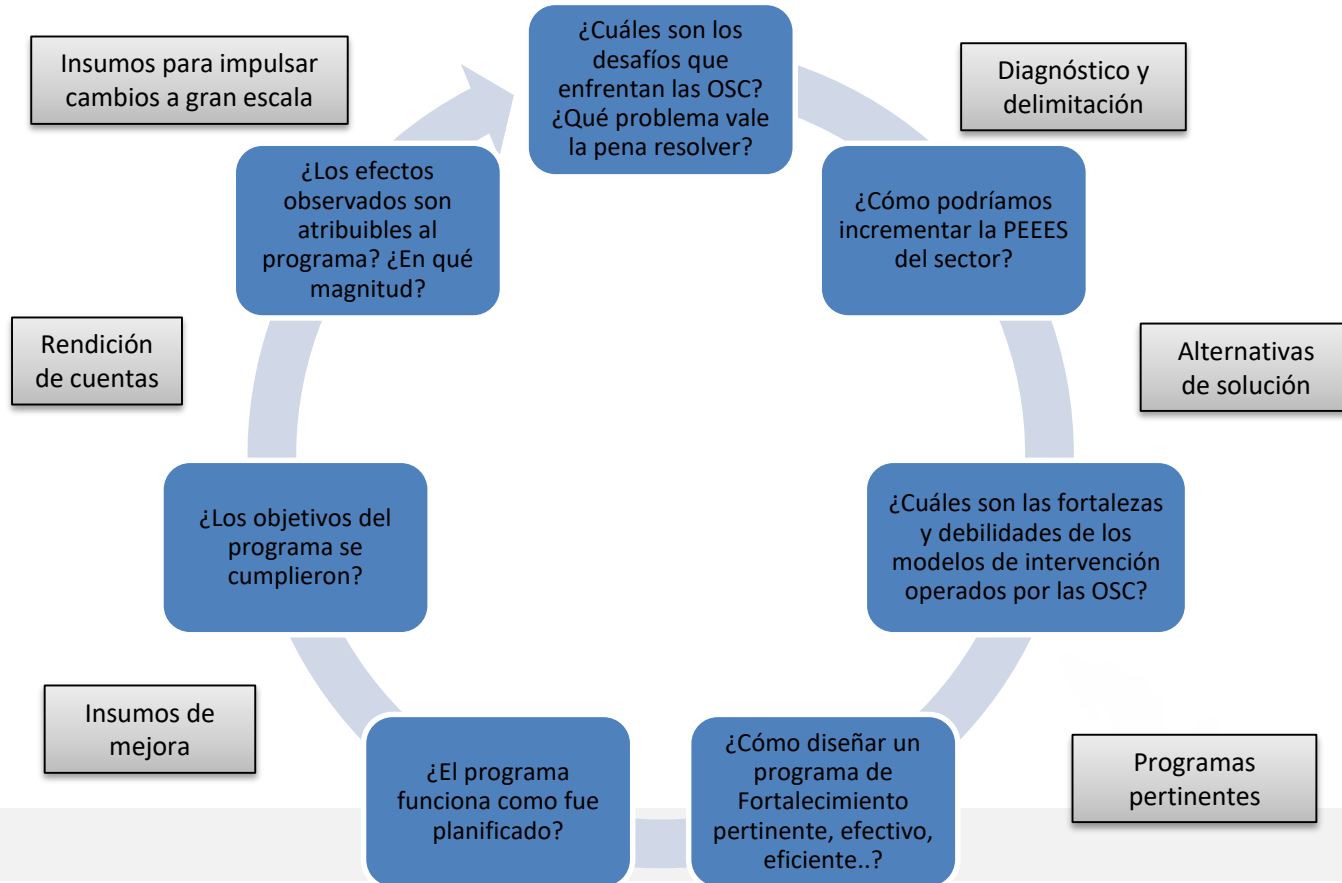 ¿Cuáles son los
desafíos que
enfrentan las OSC?
¿Qué problema vale
la pena resolver?
Diagnóstico y
delimitación
¿Cómo podríamos
incrementar la PEEES
del sector?
Alternativas
de solución
¿Cuáles son las fortalezas
y debilidades de los
modelos de intervención
operados por las OSC?
Programas
pertinentes
¿Cómo diseñar un
programa de
Fortalecimiento
pertinente, efectivo,
eficiente..?
¿El programa
funciona como fue
planificado?
Insumos de
mejora
¿Los objetivos del
programa se
cumplieron?
Rendición
de cuentas
¿Los efectos
observados son
atribuibles al
programa? ¿En qué
magnitud?
Insumos para impulsar
cambios a gran escala